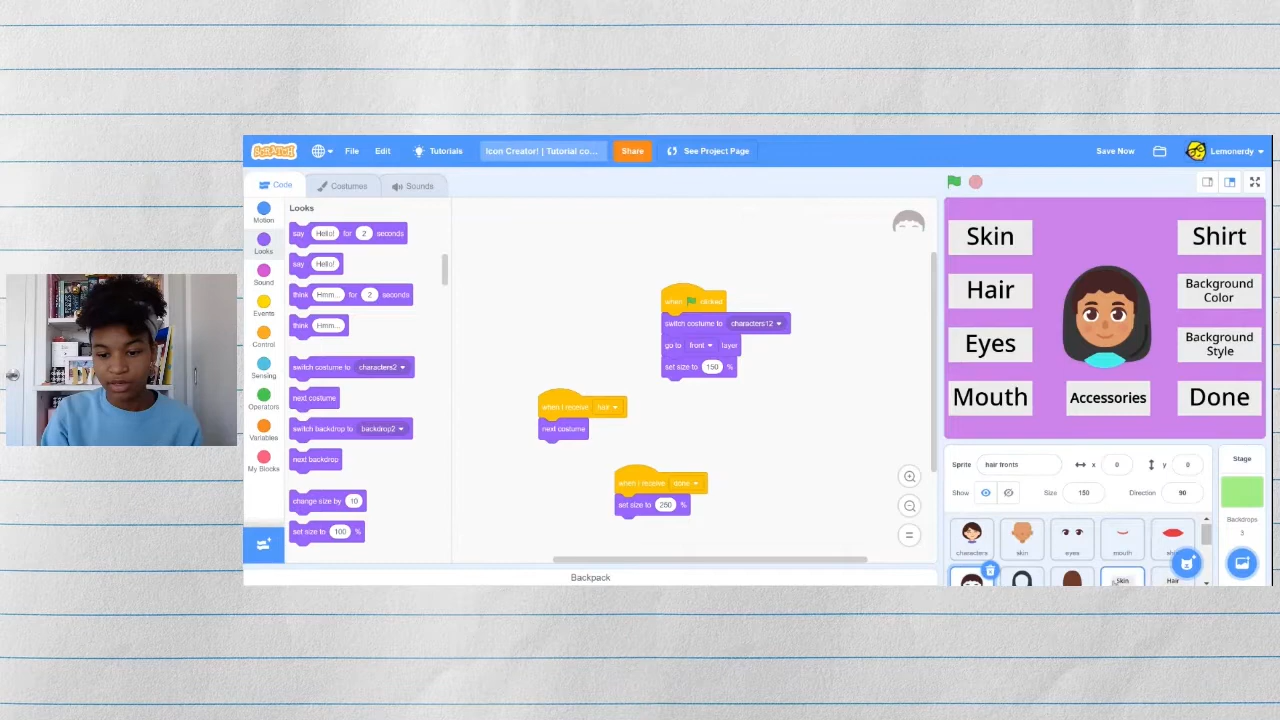 SCRATCH
File
Edit
Tutorials
Icon Creator! | Tutorial co...
Share
See Project Page
Save Now
Lemonerdy
Code
Costumes
Sounds
Motion
Looks
Sound
Events
Control
Sensing
Operators
Variables
My Blocks
Looks
say Hello! for 2 seconds
say Hello!
think Hmm... for 2 seconds
think Hmm...
switch costume to characters2
next costume
switch backdrop to backdrop2
next backdrop
change size by 10
set size to 100 %
when clicked
switch costume to characters12
go to front layer
set size to 150 %
when I receive hair
next costume
when I receive done
set size to 250 %
Backpack
Skin
Hair
Eyes
Mouth
Accessories
Shirt
Background
Color
Background
Style
Done
Sprite hair fronts x 0 y 0
Show Size 150 Direction 90
characters
skin
eyes
mouth
Skin
Hair
Stage
Backdrops
3